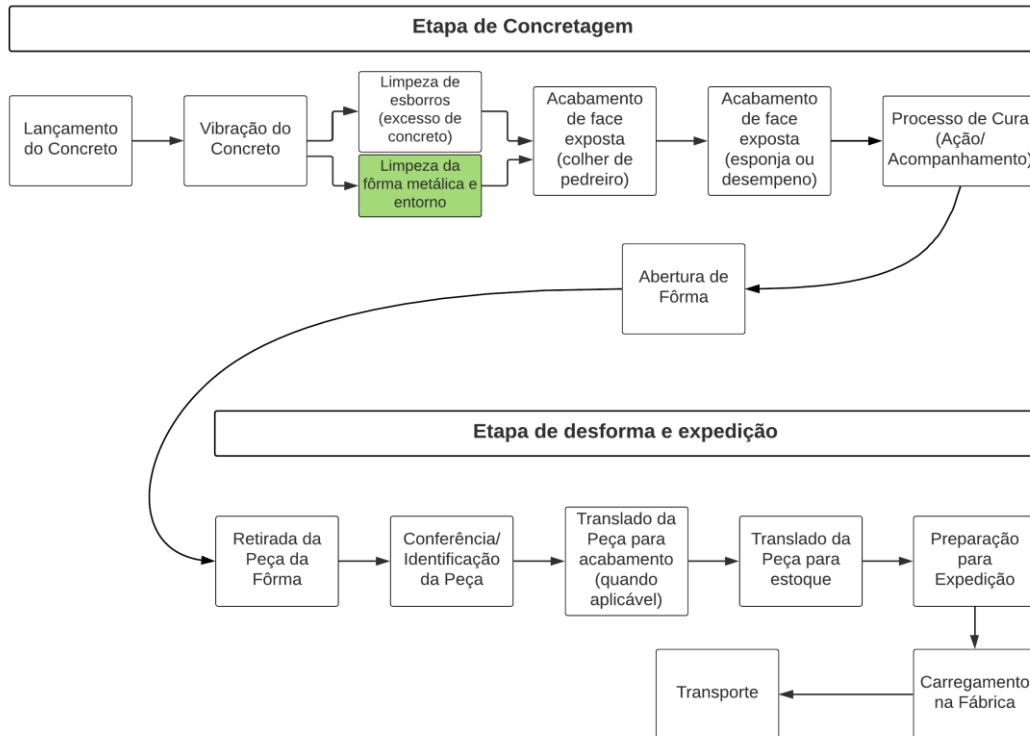 Etapa de Concretagem
Lançamento
do Concreto
Vibração do
Concreto
Limpeza de
esborros
(excesso de
concreto)
Limpeza da
fôrma metálica e
entorno
Acabamento
de face
exposta
(colher de
pedreiro)
Acabamento
de face
exposta
(esponja ou
desempeno)
Processo de Cura
(Ação/
Acompanhamento)
Abertura de
Fôrma
Etapa de desforma e expedição
Retirada da
Peça da
Fôrma
Conferência/
Identificação
da Peça
Translado da
Peça para
acabamento
(quando
aplicável)
Translado da
Peça para
estoque
Preparação
para
Expedição
Transporte
Carregamento
na Fábrica